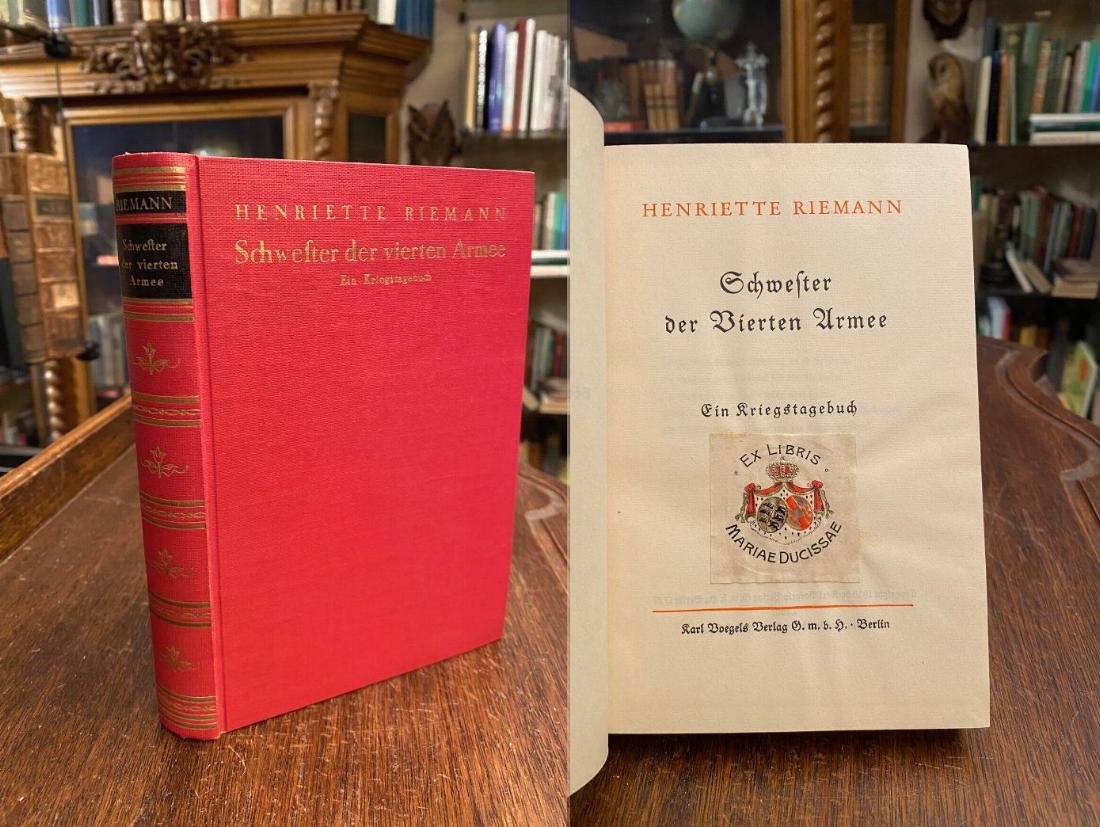 RIEMANN
Schweſter
der vierten
Armee
HENRIETTE RIEMANN
Schweſter der vierten Armee
Ein Kriegstagebuch
HENRIETTE RIEMANN
Schweſter
der Vierten Armee
Ein Kriegstagebuch
EX LIBRIS
MARIAE DUCISSAE
Karl Voegels Verlag G. m. b. H. · Berlin